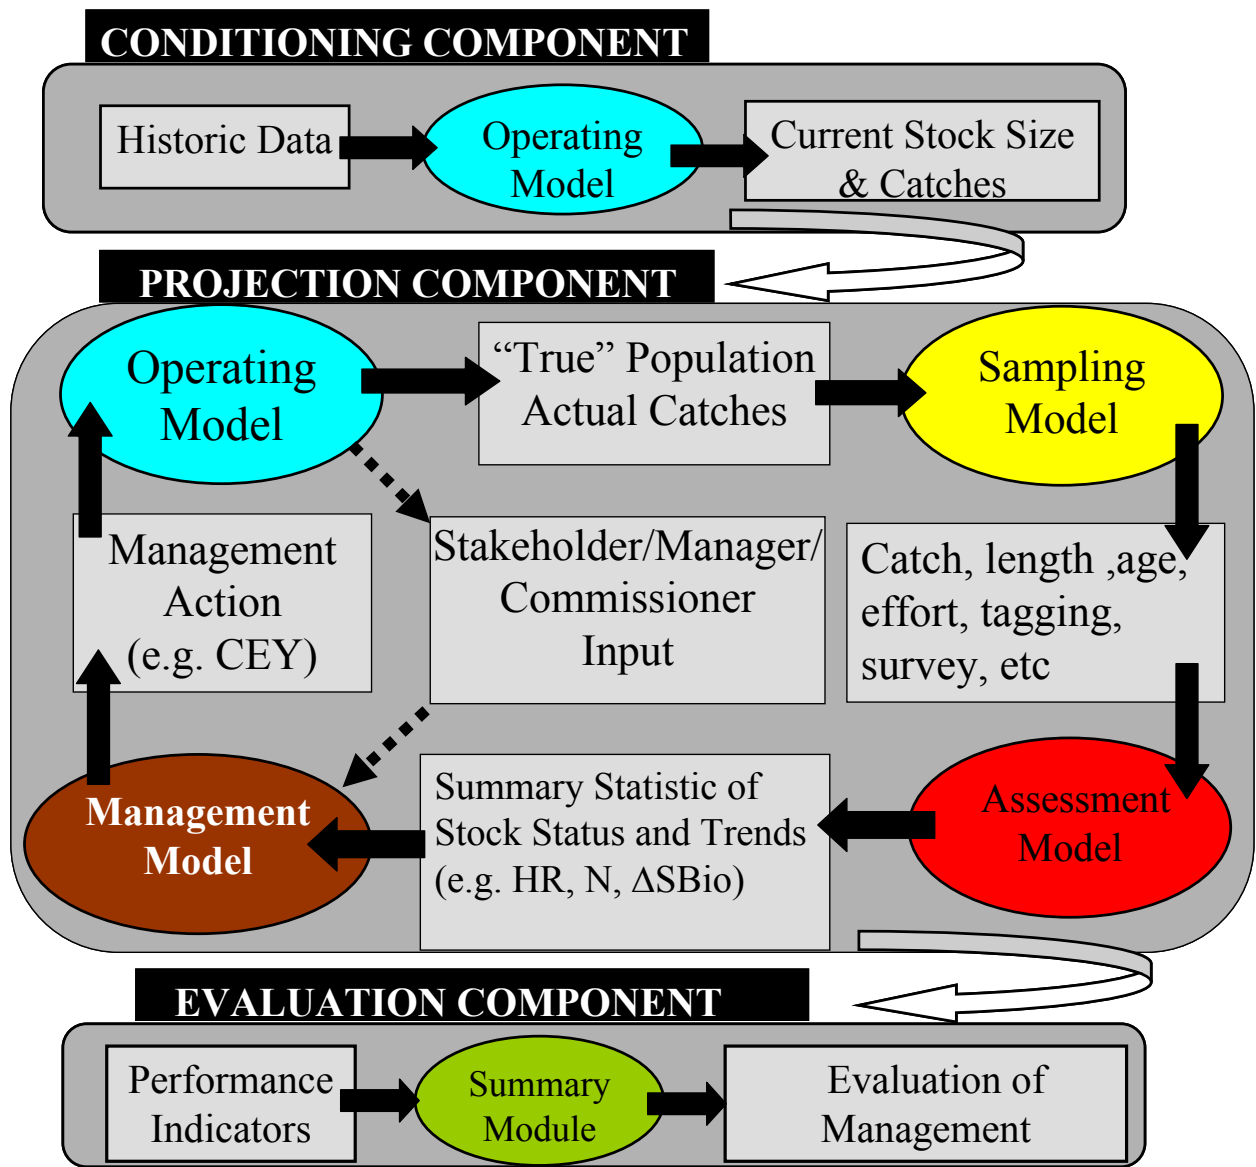 CONDITIONING COMPONENT
Historic Data
Operating
Model
Current Stock Size
& Catches
PROJECTION COMPONENT
Operating
Model
“True” Population
Actual Catches
Sampling
Model
Management
Action
(e.g. CEY)
Stakeholder/Manager/
Commissioner
Input
Catch, length ,age,
effort, tagging,
survey, etc
Management
Model
Summary Statistic of
Stock Status and Trends
(e.g. HR, N, ΔSBio)
Assessment
Model
EVALUATION COMPONENT
Performance
Indicators
Summary
Module
Evaluation of
Management